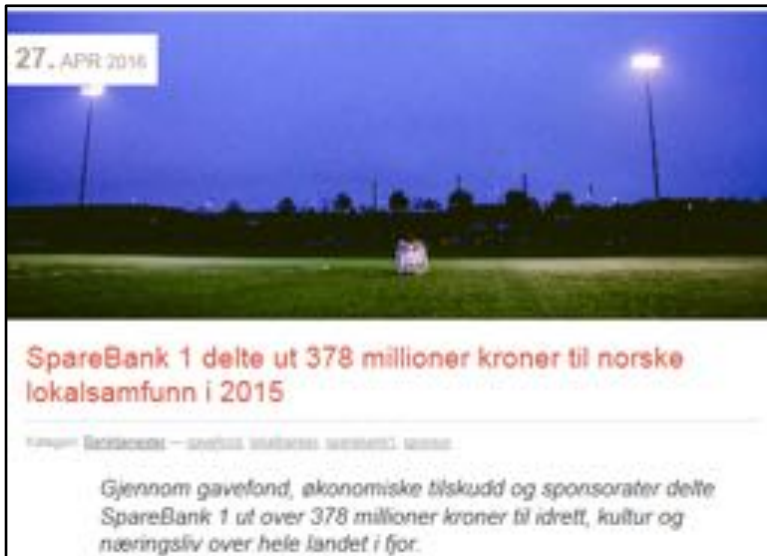 27. APR 2016
SpareBank 1 delte ut 378 millioner kroner til norske
lokalsamfunn i 2015
Gjennom gavefond, økonomiske tilskudd og sponsorater delte
SpareBank 1 ut over 378 millioner kroner til idrett, kultur og
næringsliv over hele landet i fjor.